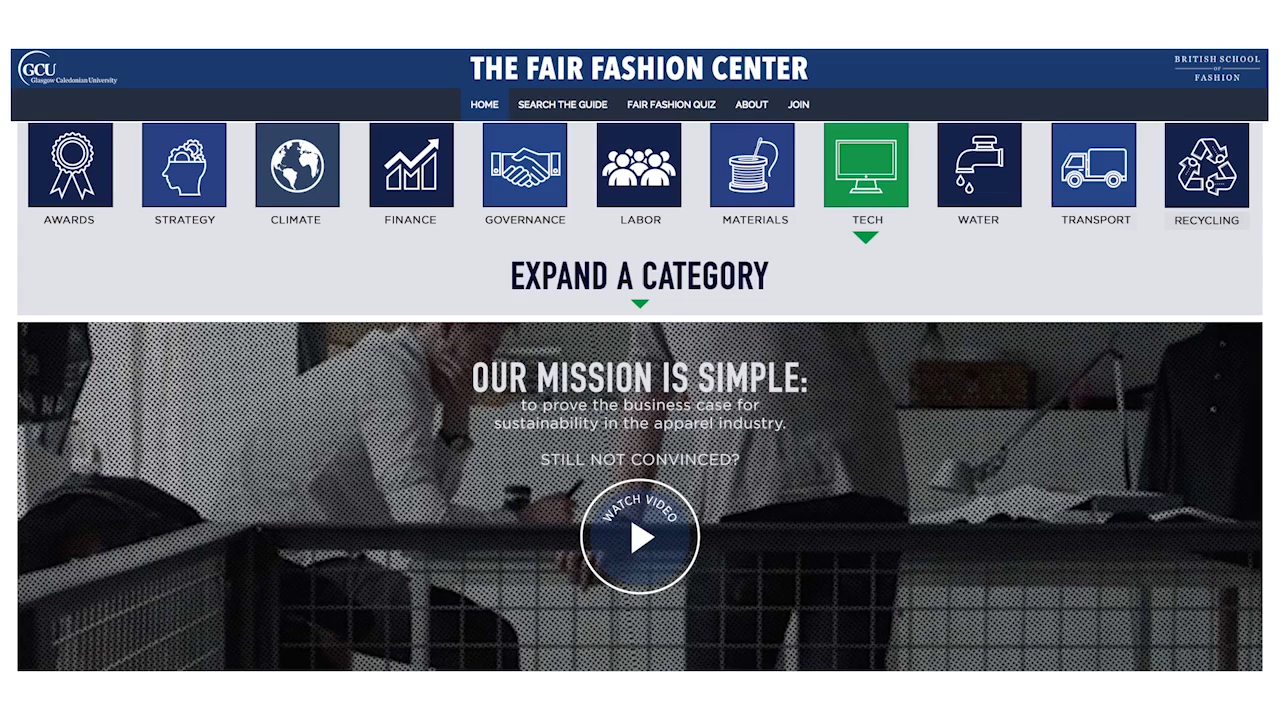 GCU
Glasgow Caledonian University
THE FAIR FASHION CENTER
BRITISH SCHOOL
OF
FASHION
HOME SEARCH THE GUIDE FAIR FASHION QUIZ ABOUT JOIN
AWARDS STRATEGY CLIMATE FINANCE GOVERNANCE LABOR MATERIALS TECH WATER TRANSPORT RECYCLING
EXPAND A CATEGORY
OUR MISSION IS SIMPLE:
to prove the business case for
sustainability in the apparel industry.
STILL NOT CONVINCED?
WATCH VIDEO